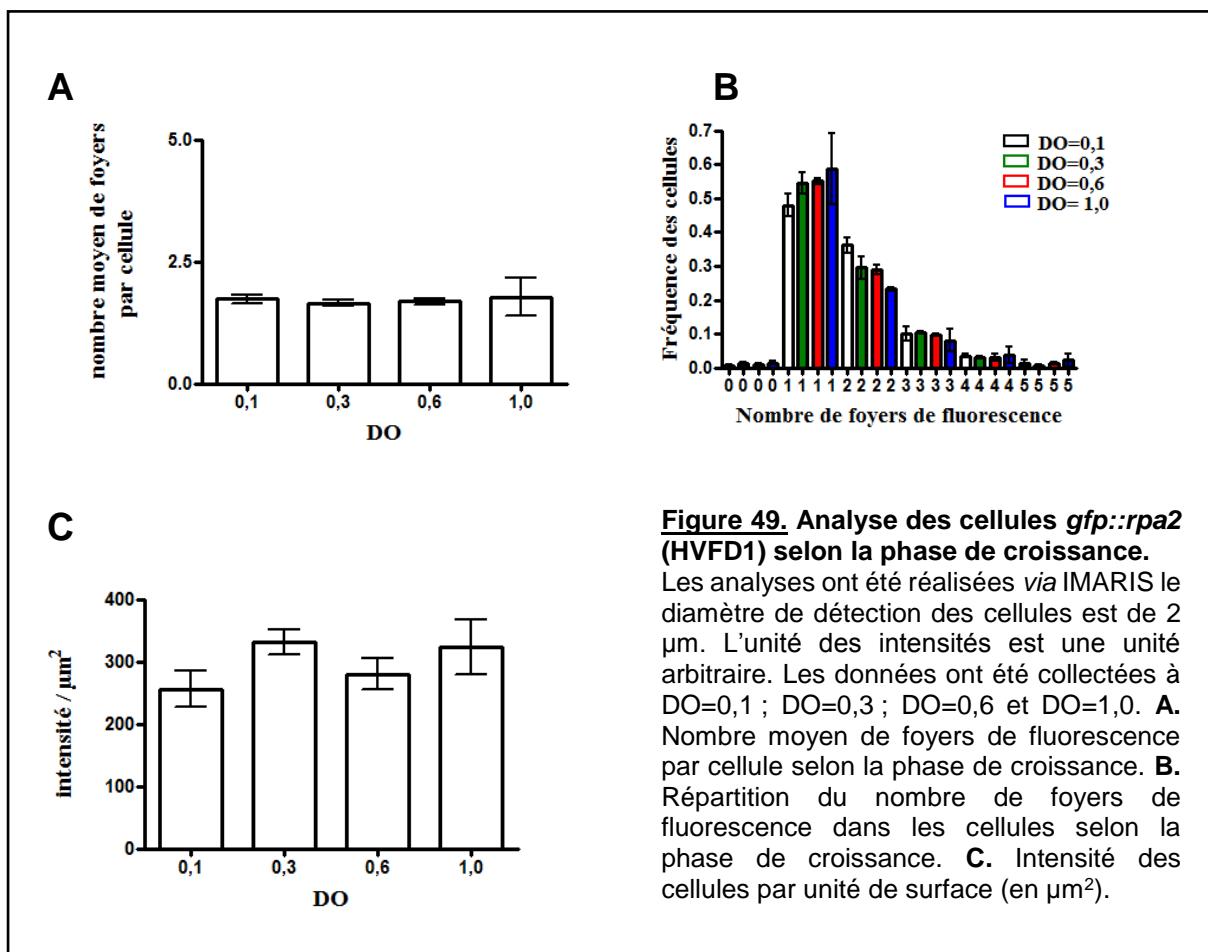 A
nombre moyen de foyers
par cellule
5.0
2.5
0.0
0,1 0,3 0,6 1,0
DO
B
Fréquence des cellules
0.7
0.6
0.5
0.4
0.3
0.2
0.1
0.0
0 0 0 0 1 1 1 1 2 2 2 2 3 3 3 3 4 4 4 4 5 5 5 5
Nombre de foyers de fluorescence
DO=0,1
DO=0,3
DO=0,6
DO= 1,0
C
intensité / µm²
400
300
200
100
0
0,1 0,3 0,6 1,0
DO
Figure 49. Analyse des cellules gfp::rpa2
(HVFD1) selon la phase de croissance.
Les analyses ont été réalisées via IMARIS le
diamètre de détection des cellules est de 2
µm. L'unité des intensités est une unité
arbitraire. Les données ont été collectées à
DO=0,1 ; DO=0,3 ; DO=0,6 et DO=1,0. A.
Nombre moyen de foyers de fluorescence
par cellule selon la phase de croissance. B.
Répartition du nombre de foyers de
fluorescence dans les cellules selon la
phase de croissance. C. Intensité des
cellules par unité de surface (en µm²).